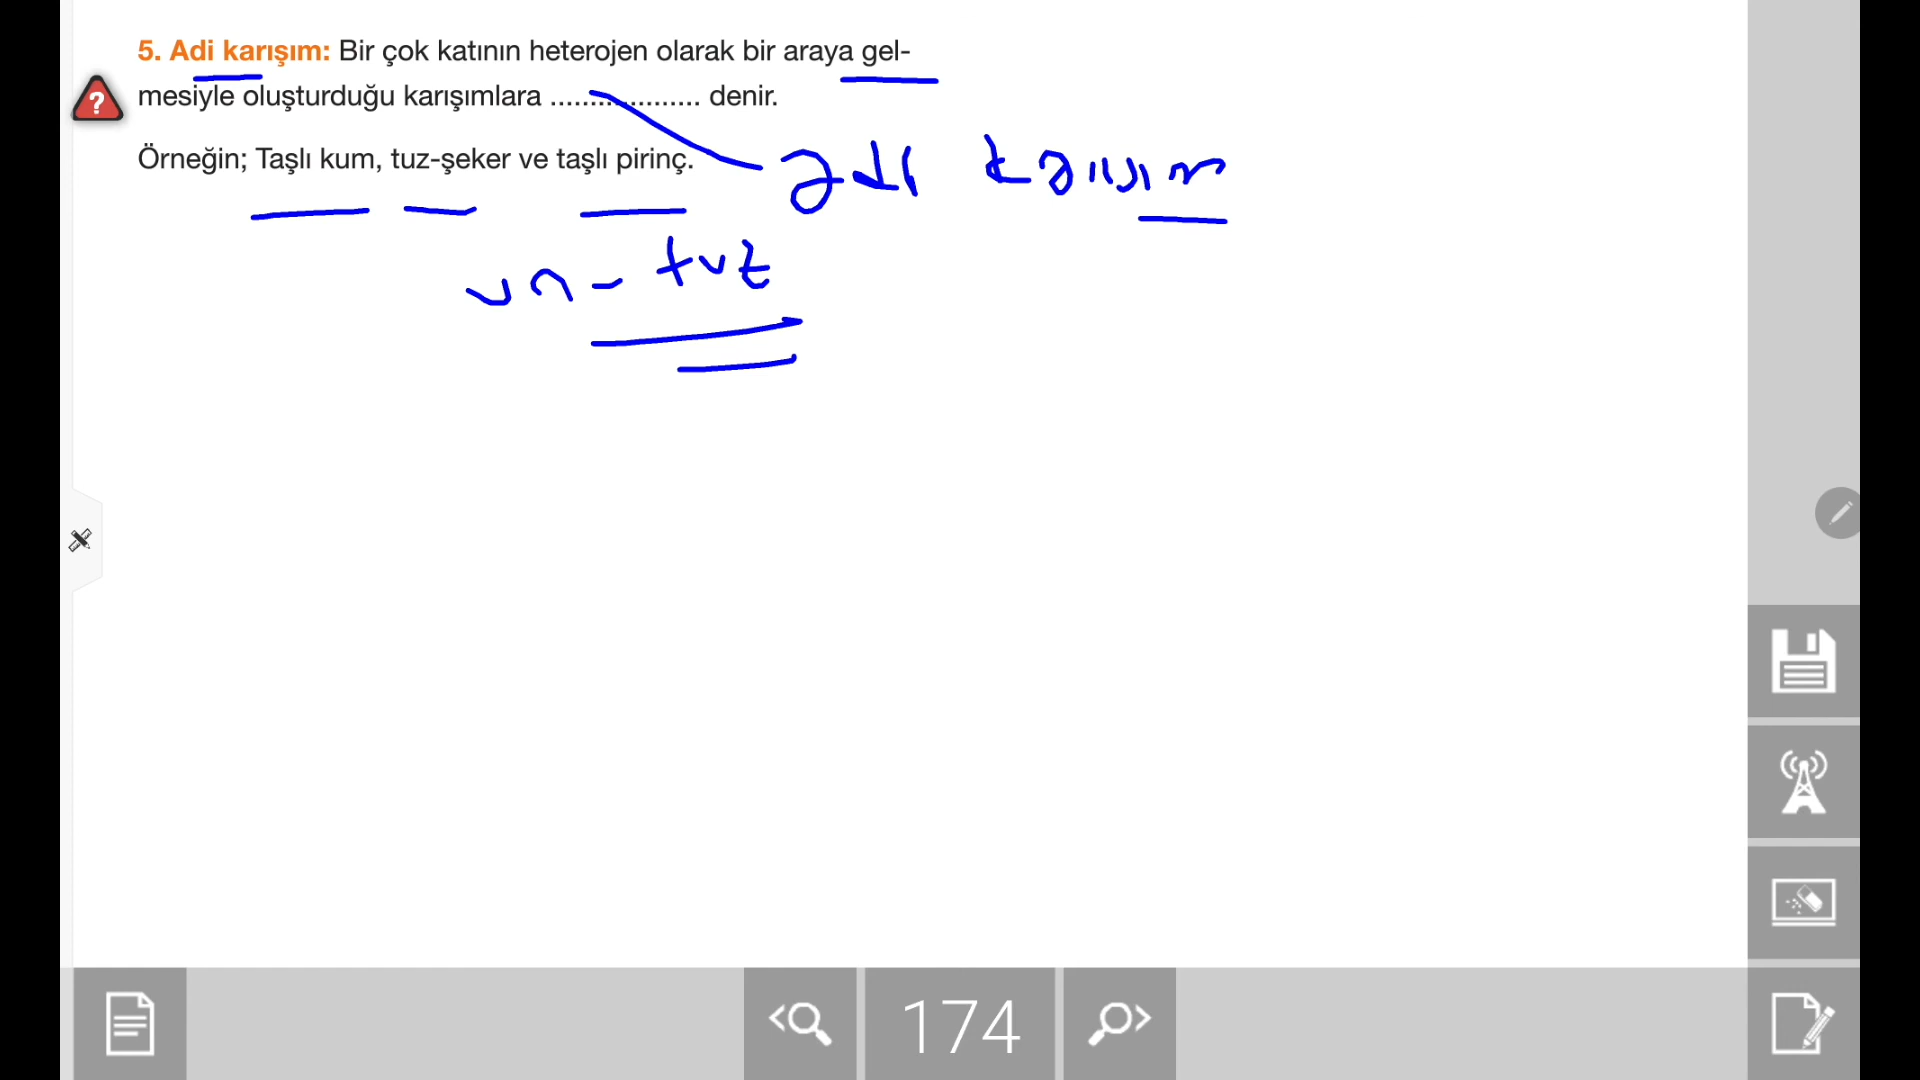 5. Adi karışım: Bir çok katının heterojen olarak bir araya gel-
mesiyle oluşturduğu karışımlara ................... denir.
Örneğin; Taşlı kum, tuz-şeker ve taşlı pirinç.
adi karışım
un - tuz
174